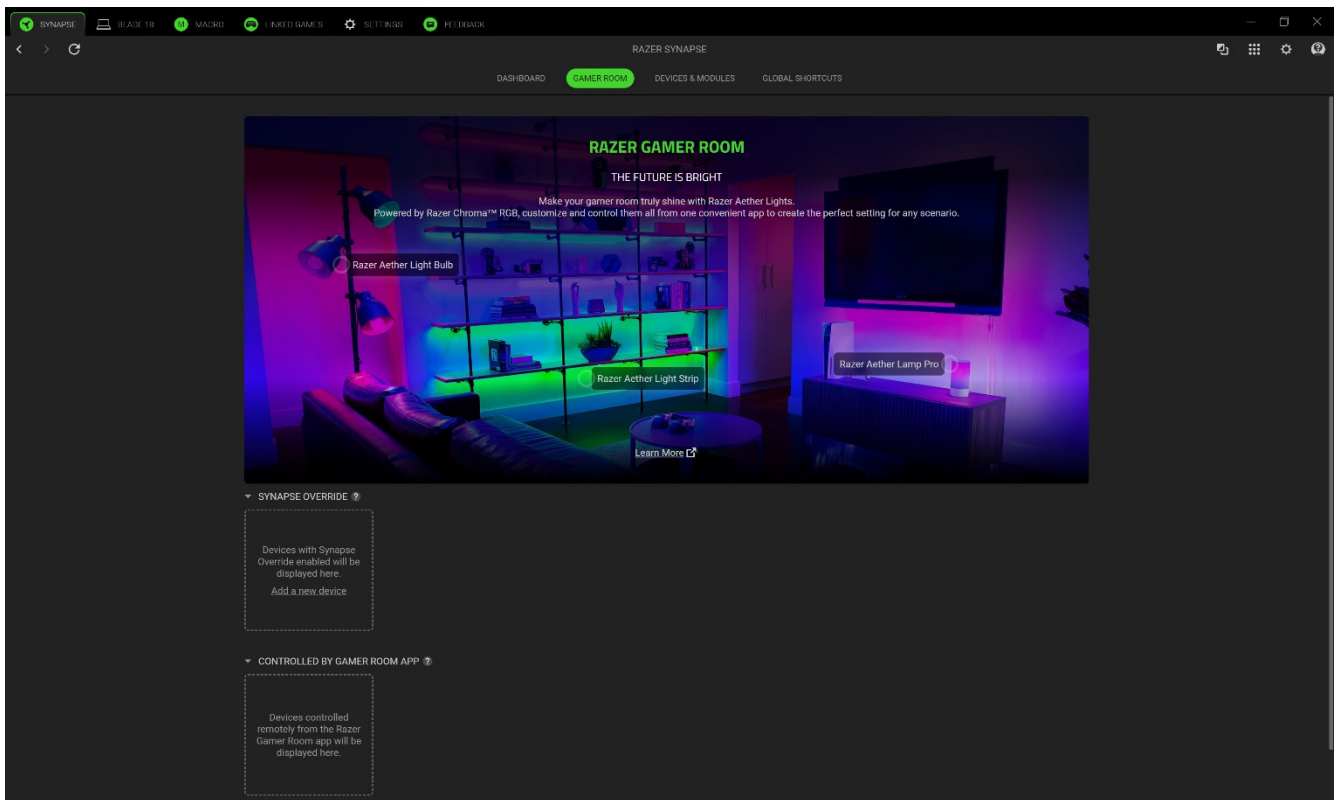 SYNAPSE
BLADE 18
MACRO
LINKED GAMES
SETTINGS
FEEDBACK
RAZER SYNAPSE
DASHBOARD
GAMER ROOM
DEVICES & MODULES
GLOBAL SHORTCUTS
RAZER GAMER ROOM
THE FUTURE IS BRIGHT
Make your gamer room truly shine with Razer Aether Lights.
Powered by Razer Chroma™ RGB, customize and control them all from one convenient app to create the perfect setting for any scenario.
Razer Aether Light Bulb
Razer Aether Lamp Pro
Razer Aether Light Strip
Learn More
SYNAPSE OVERRIDE ?
Devices with Synapse
Override enabled will be
displayed here.
Add a new device
CONTROLLED BY GAMER ROOM APP ?
Devices controlled
remotely from the Razer
Gamer Room app will be
displayed here.